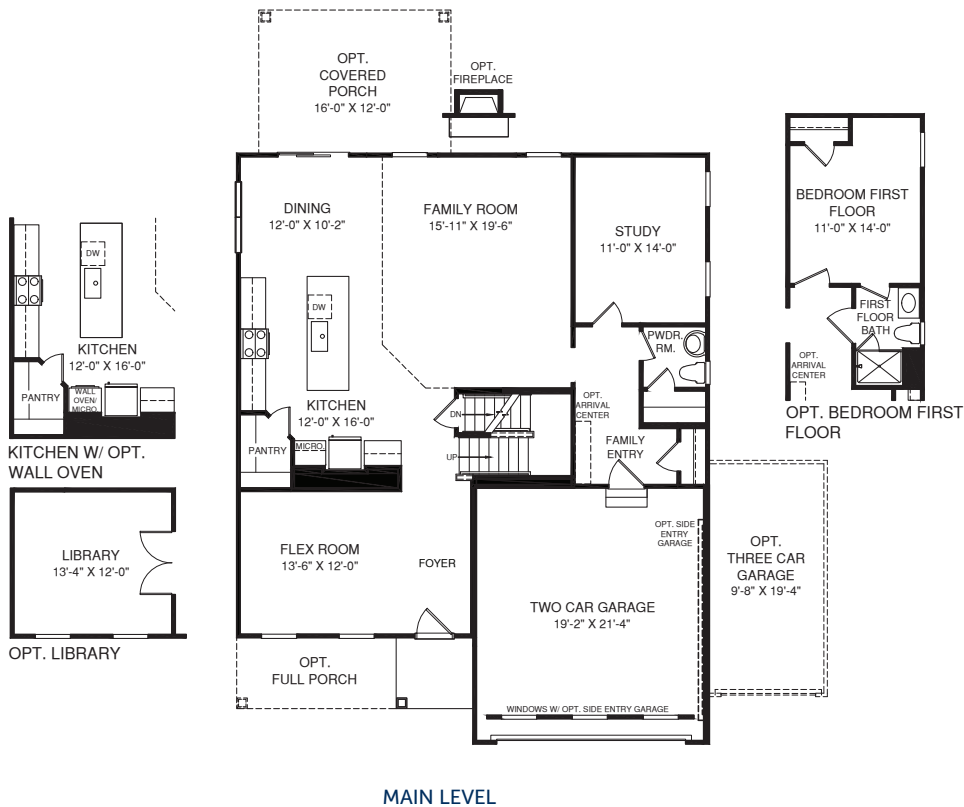 OPT.
COVERED
PORCH
16'-0" X 12'-0"
OPT.
FIREPLACE
DINING
12'-0" X 10'-2"
FAMILY ROOM
15'-11" X 19'-6"
STUDY
11'-0" X 14'-0"
BEDROOM FIRST
FLOOR
11'-0" X 14'-0"
DW
KITCHEN
12'-0" X 16'-0"
PANTRY
WALL
OVEN/
MICRO.
KITCHEN W/ OPT.
WALL OVEN
DW
KITCHEN
12'-0" X 16'-0"
PANTRY
MICRO.
DN
UP
PWDR.
RM.
OPT.
ARRIVAL
CENTER
FAMILY
ENTRY
FIRST
FLOOR
BATH
OPT.
ARRIVAL
CENTER
OPT. BEDROOM FIRST
FLOOR
LIBRARY
13'-4" X 12'-0"
OPT. LIBRARY
FLEX ROOM
13'-6" X 12'-0"
FOYER
OPT. SIDE
ENTRY
GARAGE
TWO CAR GARAGE
19'-2" X 21'-4"
OPT.
THREE CAR
GARAGE
9'-8" X 19'-4"
OPT.
FULL PORCH
WINDOWS W/ OPT. SIDE ENTRY GARAGE
MAIN LEVEL